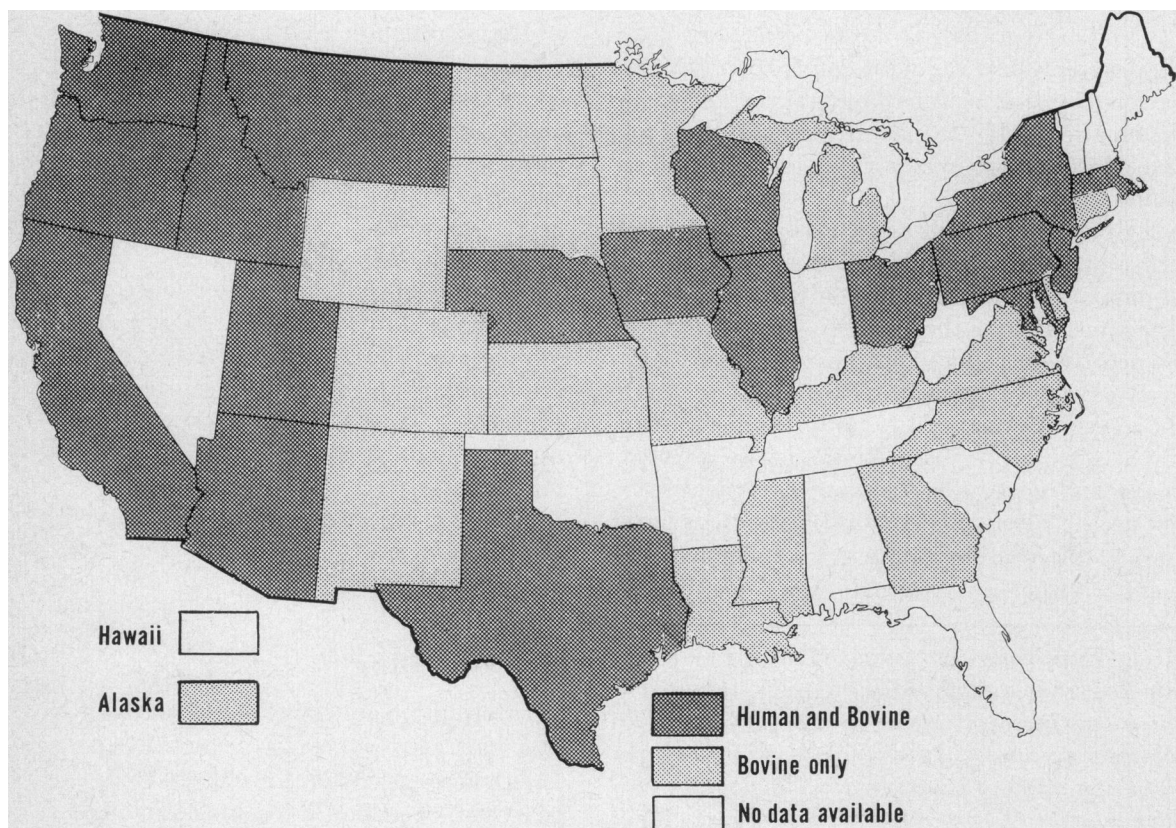 Hawaii
Alaska
Human and Bovine
Bovine only
No data available